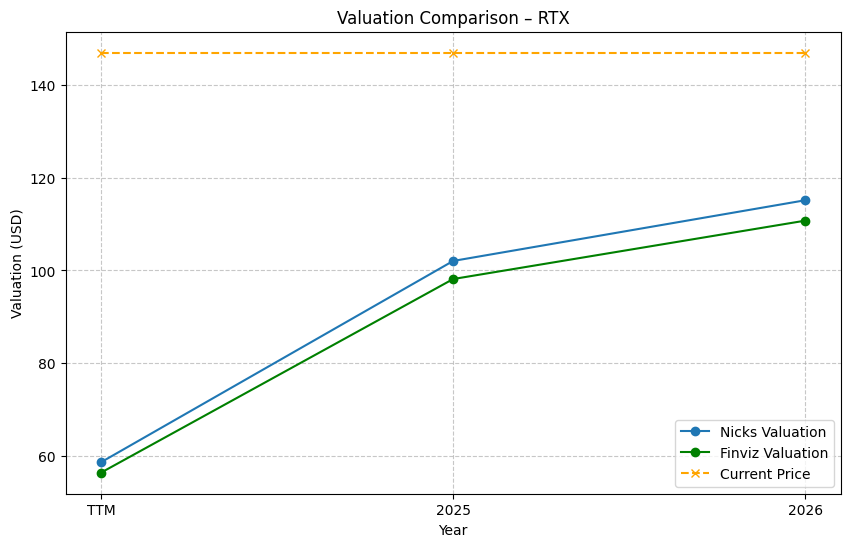 Valuation Comparison – RTX
Valuation (USD)
140
120
100
80
60
TTM
2025
2026
Year
Nicks Valuation
Finviz Valuation
Current Price